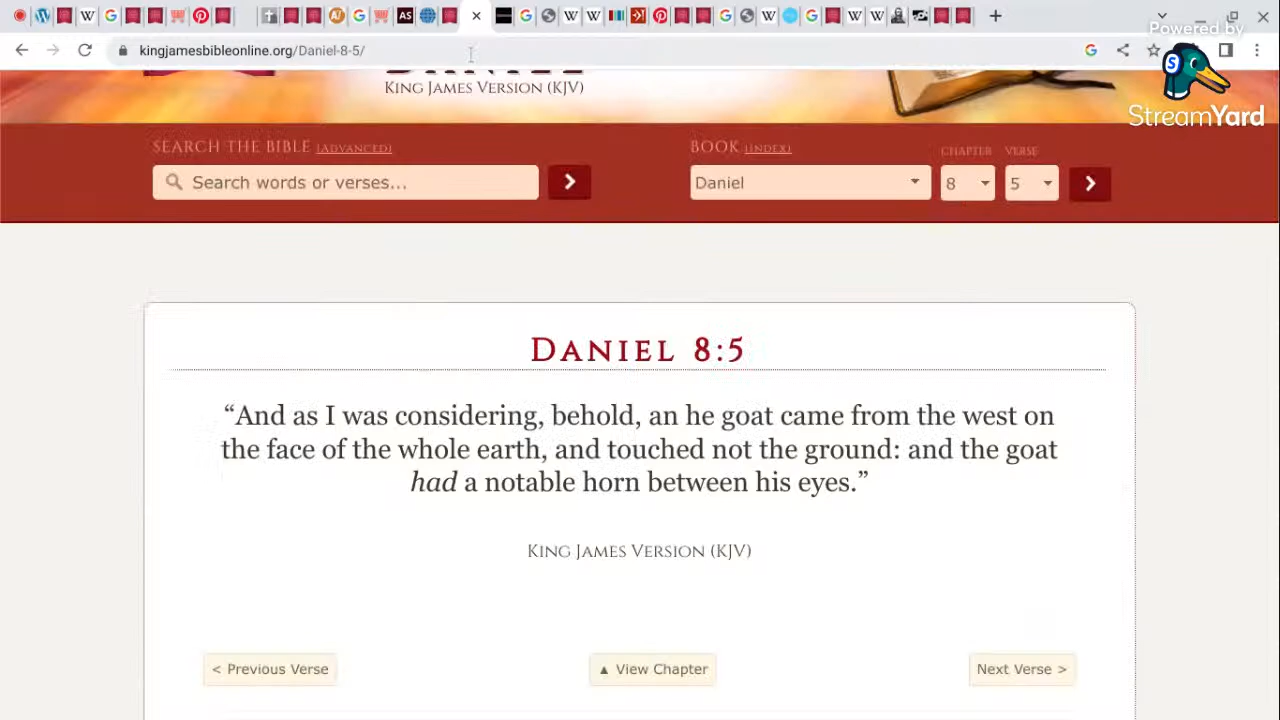 AS
kingjamesbibleonline.org/Daniel-8-5/
Powered by
StreamYard
DANIEL
King James Version (KJV)
SEARCH THE BIBLE (ADVANCED)
Search words or verses...
BOOK (INDEX)
CHAPTER VERSE
Daniel
8
5
DANIEL 8:5
“And as I was considering, behold, an he goat came from the west on
the face of the whole earth, and touched not the ground: and the goat
had a notable horn between his eyes.”
King James Version (KJV)
< Previous Verse
▲ View Chapter
Next Verse >